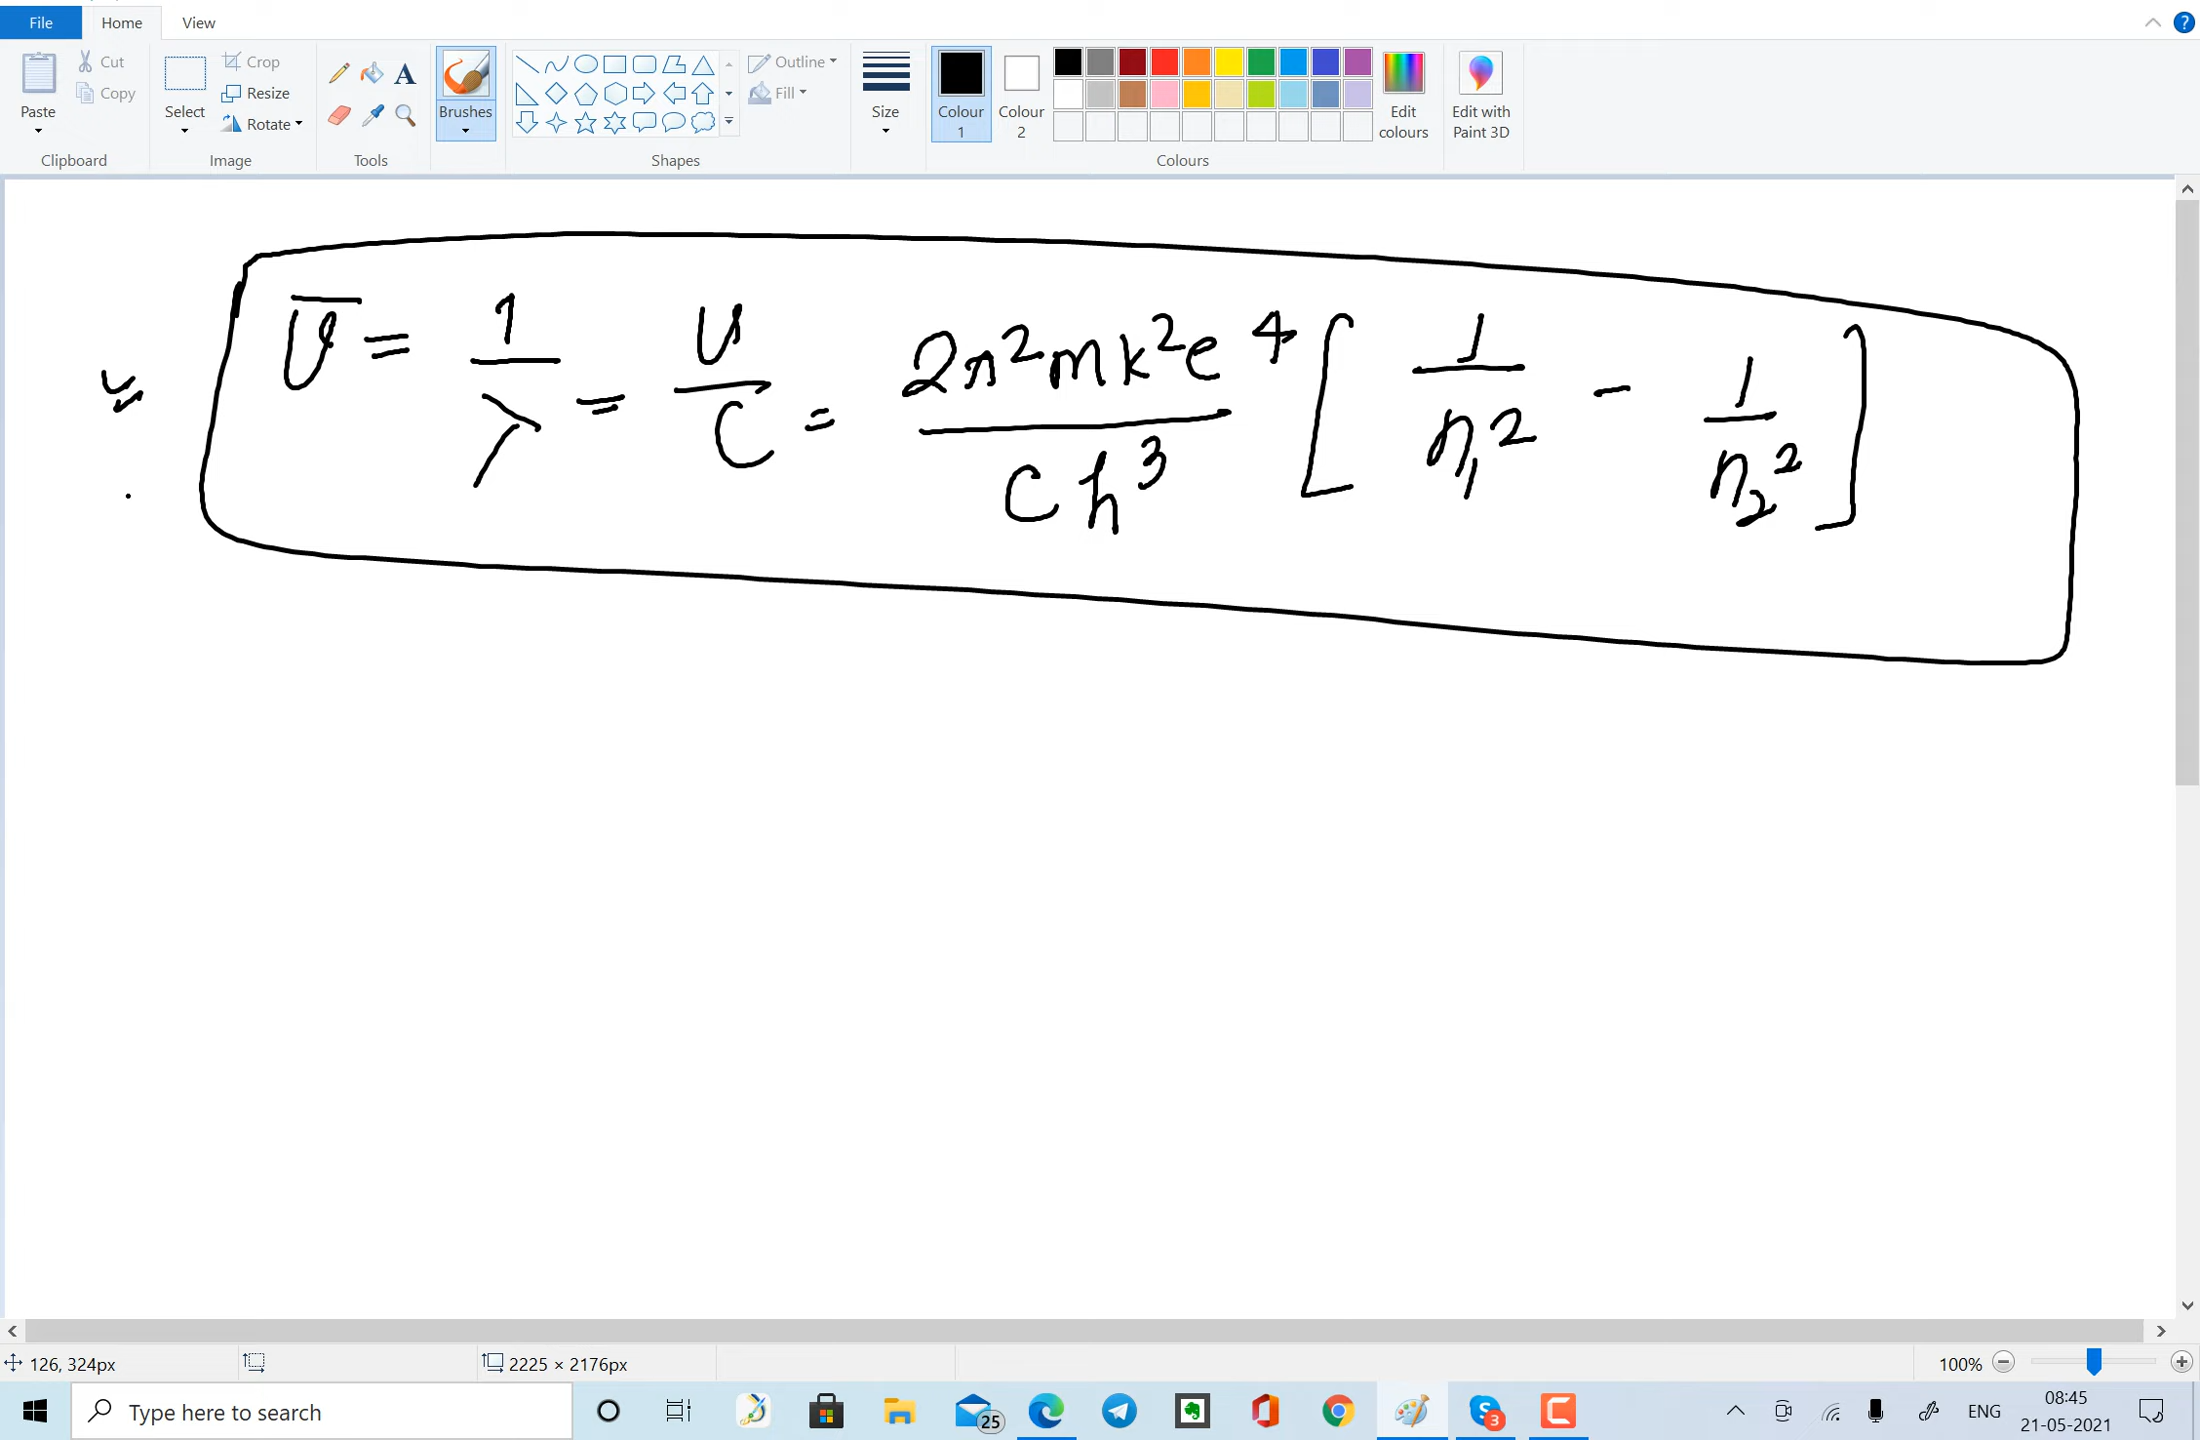 File Home View
Paste Cut Copy Clipboard
Select Crop Resize Rotate Image
A Tools
Brushes
Outline Fill Shapes
Size
Colour 1 Colour 2 Edit colours Colours
Edit with Paint 3D
ν̅ = 1/λ = ν/c = 2π²mk²e⁴/ch³ [ 1/n₁² - 1/n₂² ]
126, 324px 2225 × 2176px 100%
Type here to search 25 3 ENG 08:45
21-05-2021